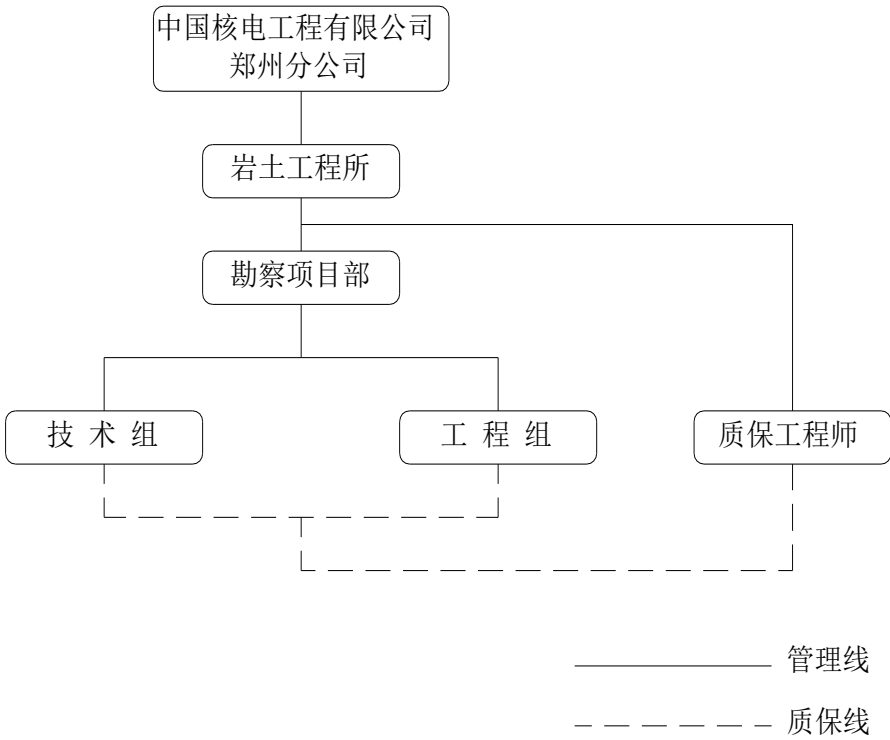 中国核电工程有限公司
郑州分公司
岩土工程所
勘察项目部
技 术 组
工 程 组
质保工程师
管理线
质保线